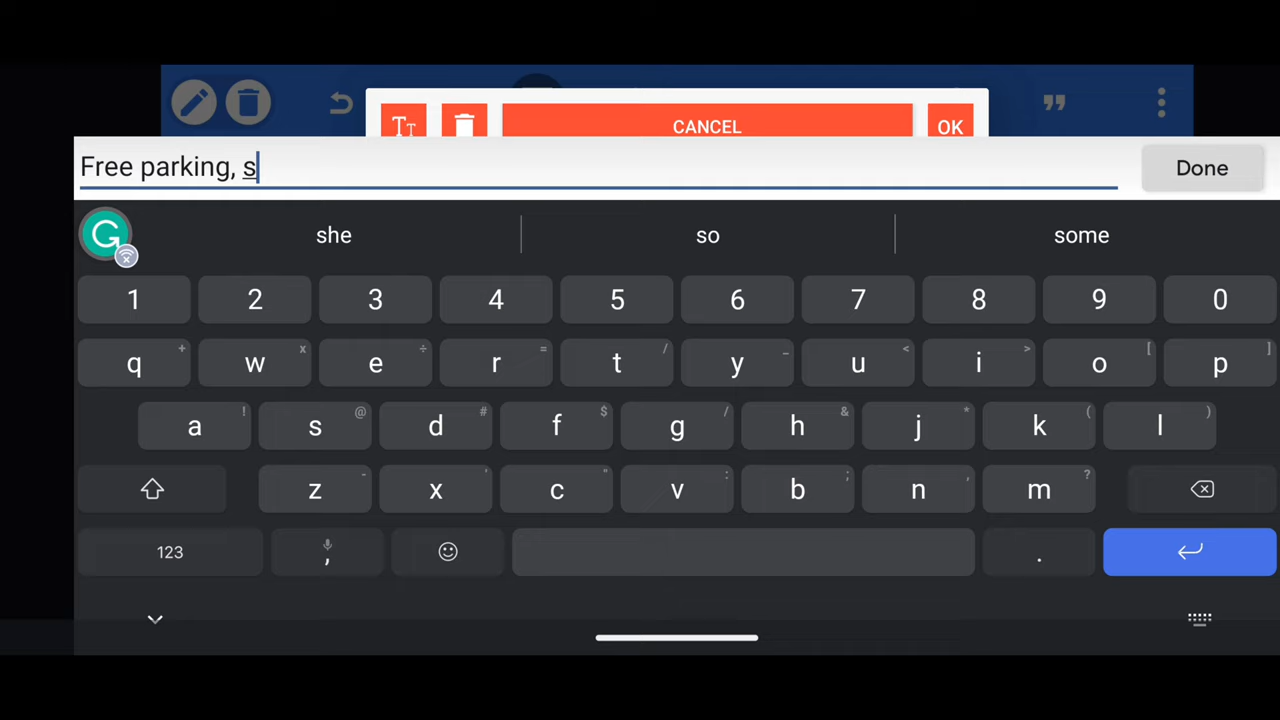 Tт
CANCEL
OK
Free parking, s
Done
she so some
1 2 3 4 5 6 7 8 9 0
q + w x e ÷ r = t / y _ u < i > o [ p ]
a ! s @ d # f $ g / h & j * k ( l )
z - x ' c " v : b ; n , m ?
123 , .